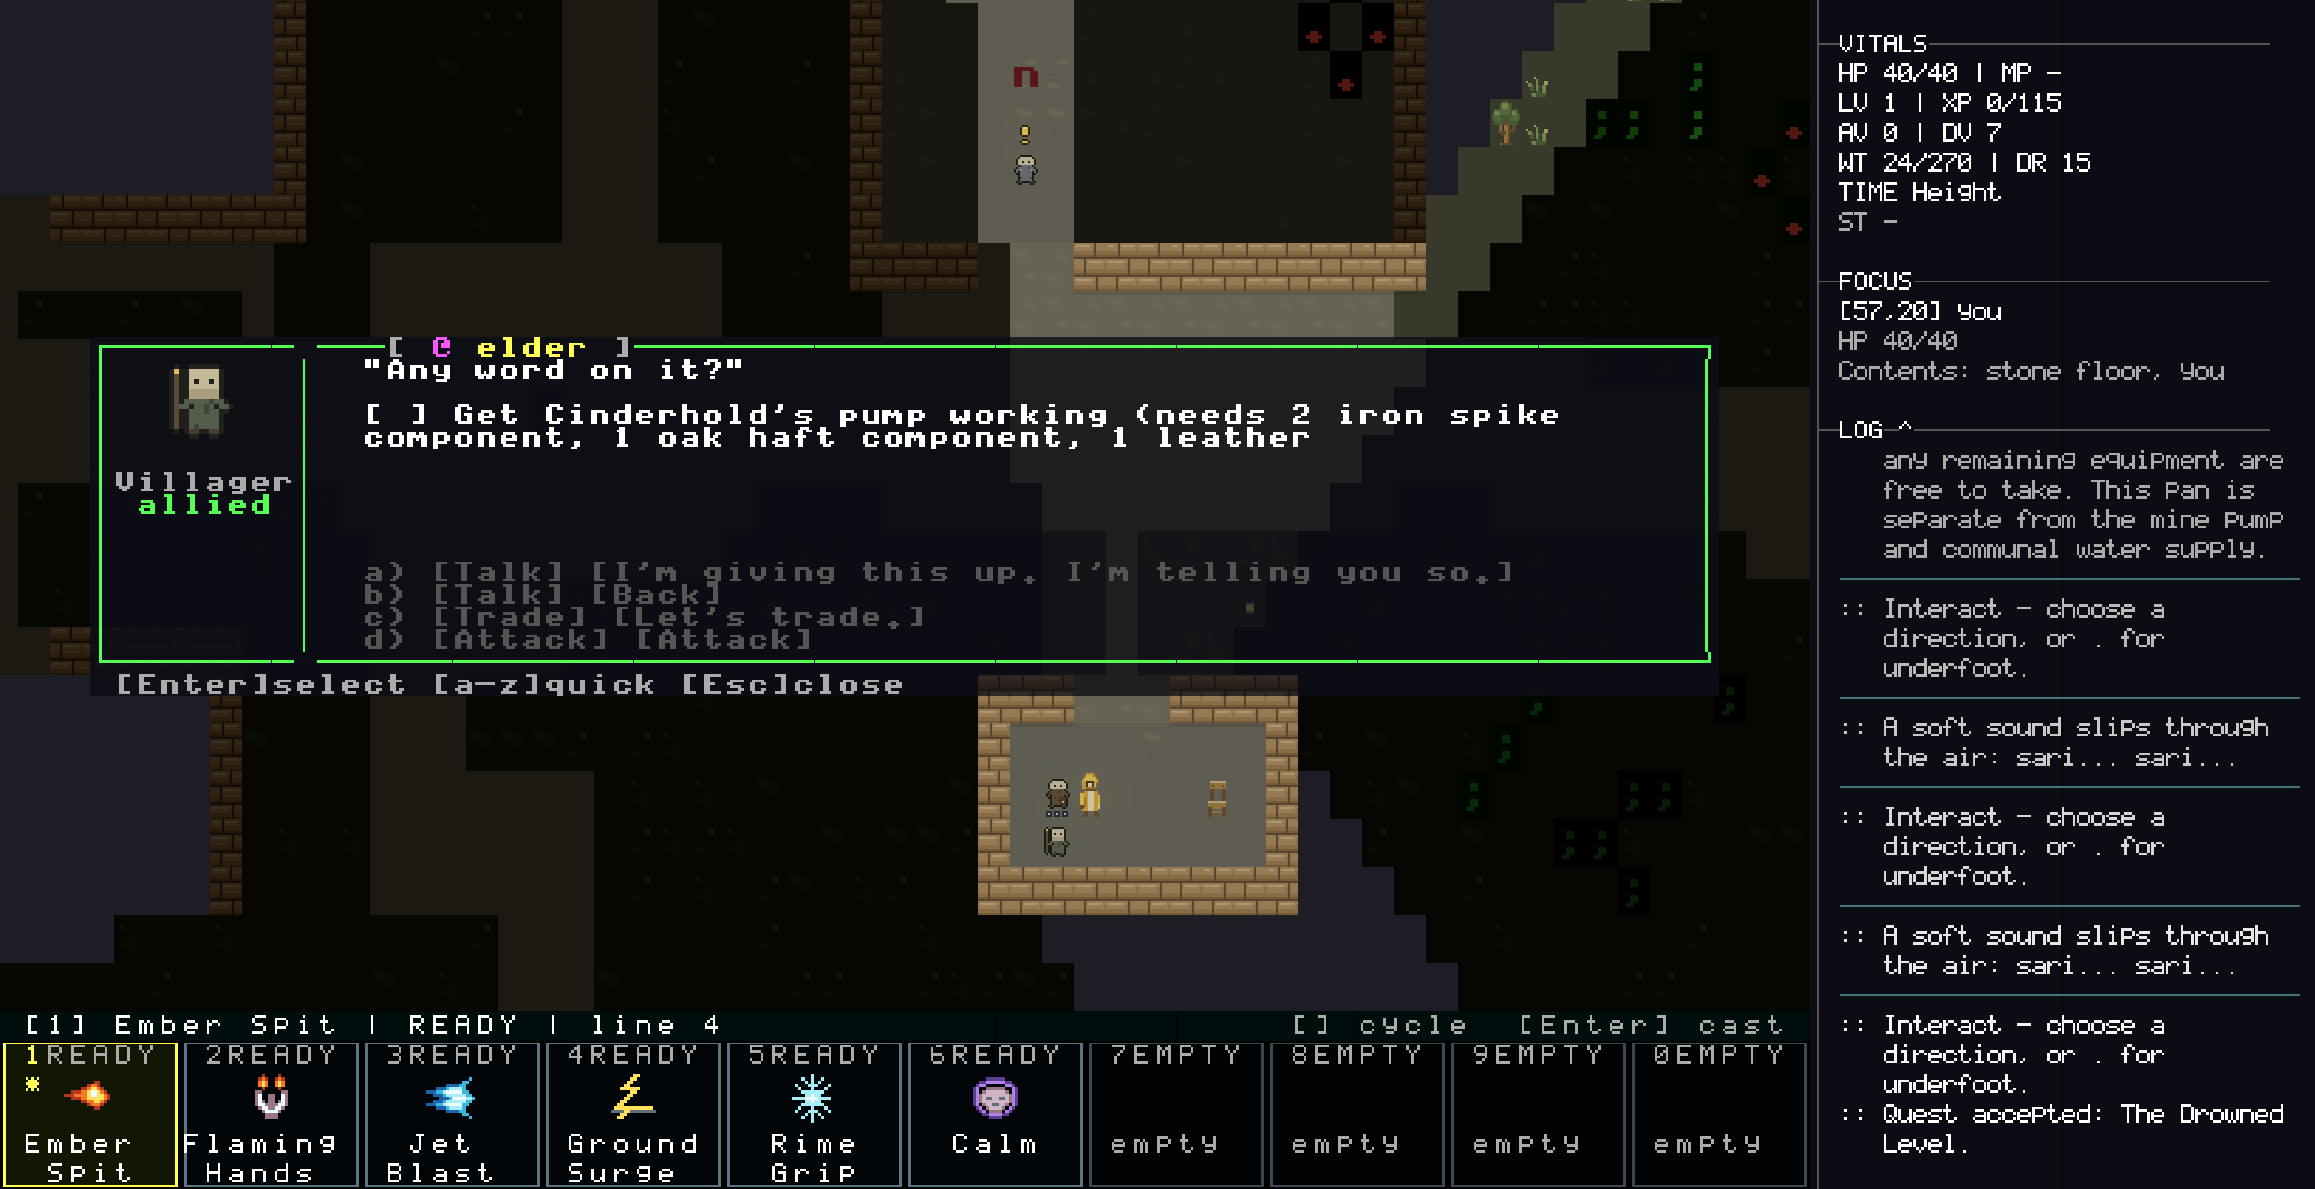 [ @ elder ]
"Any word on it?"
[ ] Get Cinderhold's pump working (needs 2 iron spike
component, 1 oak haft component, 1 leather
Villager
allied
a) [Talk] [I'm giving this up. I'm telling you so.]
b) [Talk] [Back]
c) [Trade] [Let's trade.]
d) [Attack] [Attack]
[Enter]select [a-z]quick [Esc]close
[1] Ember Spit | READY | line 4
[] cycle [Enter] cast
1READY
Ember
Spit
2READY
Flaming
Hands
3READY
Jet
Blast
4READY
Ground
Surge
5READY
Rime
Grip
6READY
Calm
7EMPTY
empty
8EMPTY
empty
9EMPTY
empty
0EMPTY
empty
VITALS
HP 40/40 | MP -
LV 1 | XP 0/115
AV 0 | DV 7
WT 24/270 | DR 15
TIME Height
ST -
FOCUS
[57,20] You
HP 40/40
Contents: stone floor, You
LOG ^
any remaining equipment are
free to take. This pan is
separate from the mine pump
and communal water supply.
:: Interact - choose a
direction, or . for
underfoot.
:: A soft sound slips through
the air: sari... sari...
:: Interact - choose a
direction, or . for
underfoot.
:: A soft sound slips through
the air: sari... sari...
:: Interact - choose a
direction, or . for
underfoot.
:: Quest accepted: The Drowned
Level.